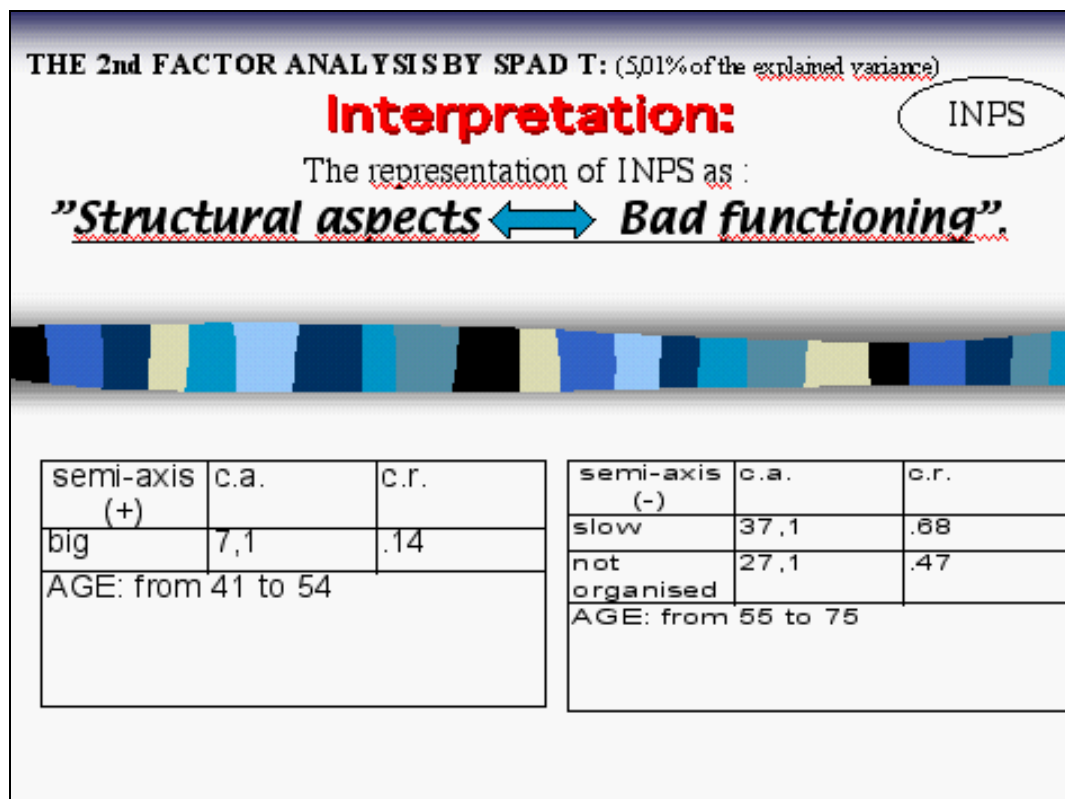 THE 2nd FACTOR ANALYSIS BY SPAD T: (5,01% of the explained variance)
Interpretation:
INPS
The representation of INPS as :
”Structural aspects Bad functioning”.
semi-axis (+) c.a. c.r.
big 7,1 .14
AGE: from 41 to 54
semi-axis (-) c.a. c.r.
slow 37,1 .68
not organised 27,1 .47
AGE: from 55 to 75